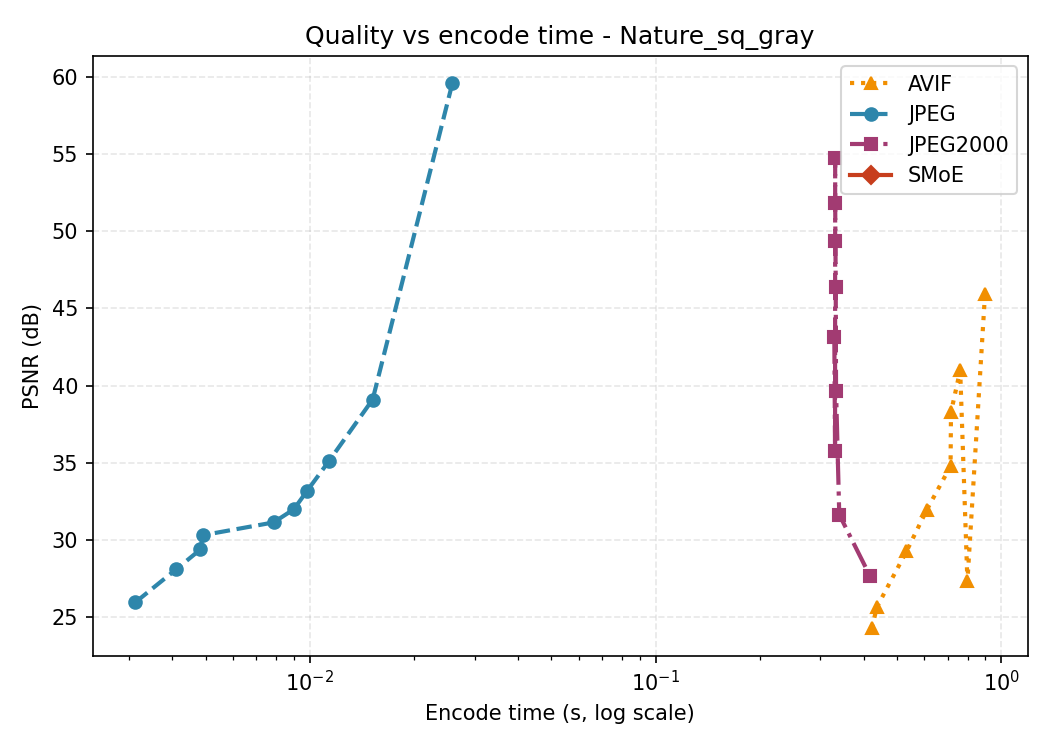 Quality vs encode time - Nature_sq_gray
60
55
50
45
40
35
30
25
PSNR (dB)
AVIF
JPEG
JPEG2000
SMoE
10⁻²
10⁻¹
10⁰
Encode time (s, log scale)